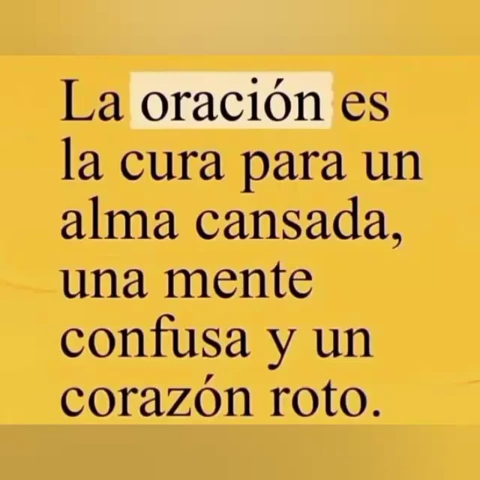 La oración es
la cura para un
alma cansada,
una mente
confusa y un
corazón roto.